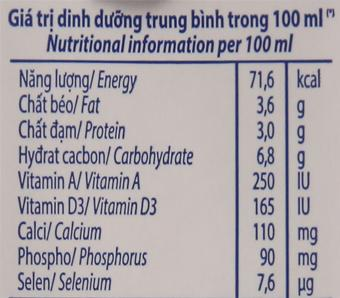 Giá trị dinh dưỡng trung bình trong 100 ml (*)
Nutritional information per 100 ml
Năng lượng/ Energy 71,6 kcal
Chất béo/ Fat 3,6 g
Chất đạm/ Protein 3,0 g
Hyđrat cacbon/ Carbohydrate 6,8 g
Vitamin A/ Vitamin A 250 IU
Vitamin D3/ Vitamin D3 165 IU
Calci/ Calcium 110 mg
Phospho/ Phosphorus 90 mg
Selen/ Selenium 7,6 µg